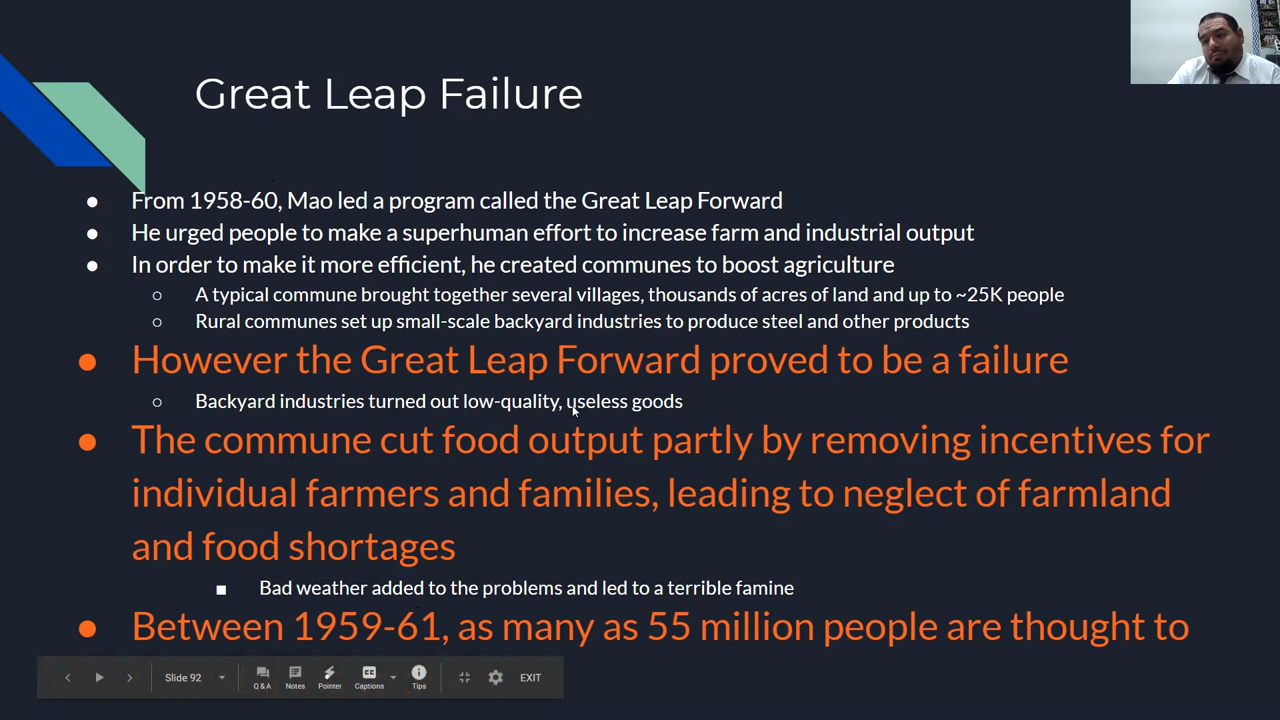 Great Leap Failure
From 1958-60, Mao led a program called the Great Leap Forward
He urged people to make a superhuman effort to increase farm and industrial output
In order to make it more efficient, he created communes to boost agriculture
A typical commune brought together several villages, thousands of acres of land and up to ~25K people
Rural communes set up small-scale backyard industries to produce steel and other products
However the Great Leap Forward proved to be a failure
Backyard industries turned out low-quality, useless goods
The commune cut food output partly by removing incentives for
individual farmers and families, leading to neglect of farmland
and food shortages
Bad weather added to the problems and led to a terrible famine
Between 1959-61, as many as 55 million people are thought to
Slide 92 Q & A Notes Pointer CC Captions Tips EXIT